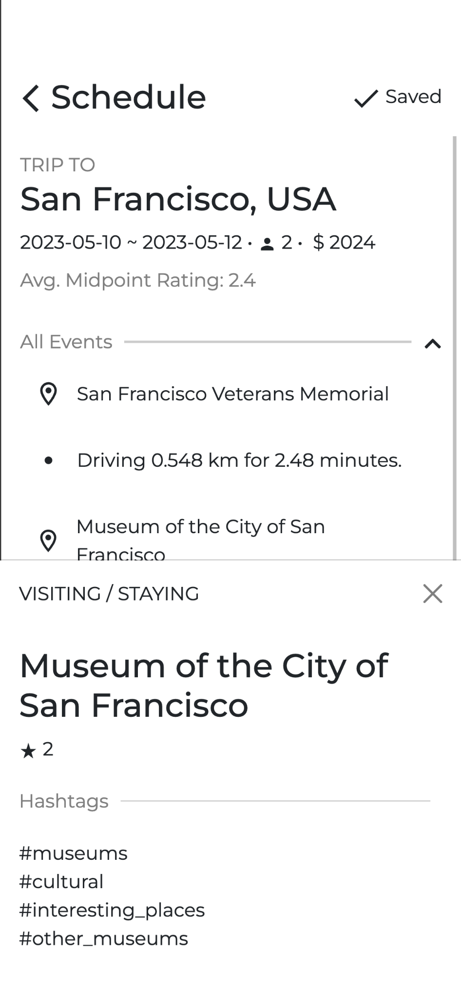 Schedule
Saved
TRIP TO
San Francisco, USA
2023-05-10 ~ 2023-05-12 · 2 · $ 2024
Avg. Midpoint Rating: 2.4
All Events
San Francisco Veterans Memorial
Driving 0.548 km for 2.48 minutes.
Museum of the City of San
Francisco
VISITING / STAYING
Museum of the City of
San Francisco
★ 2
Hashtags
#museums
#cultural
#interesting_places
#other_museums